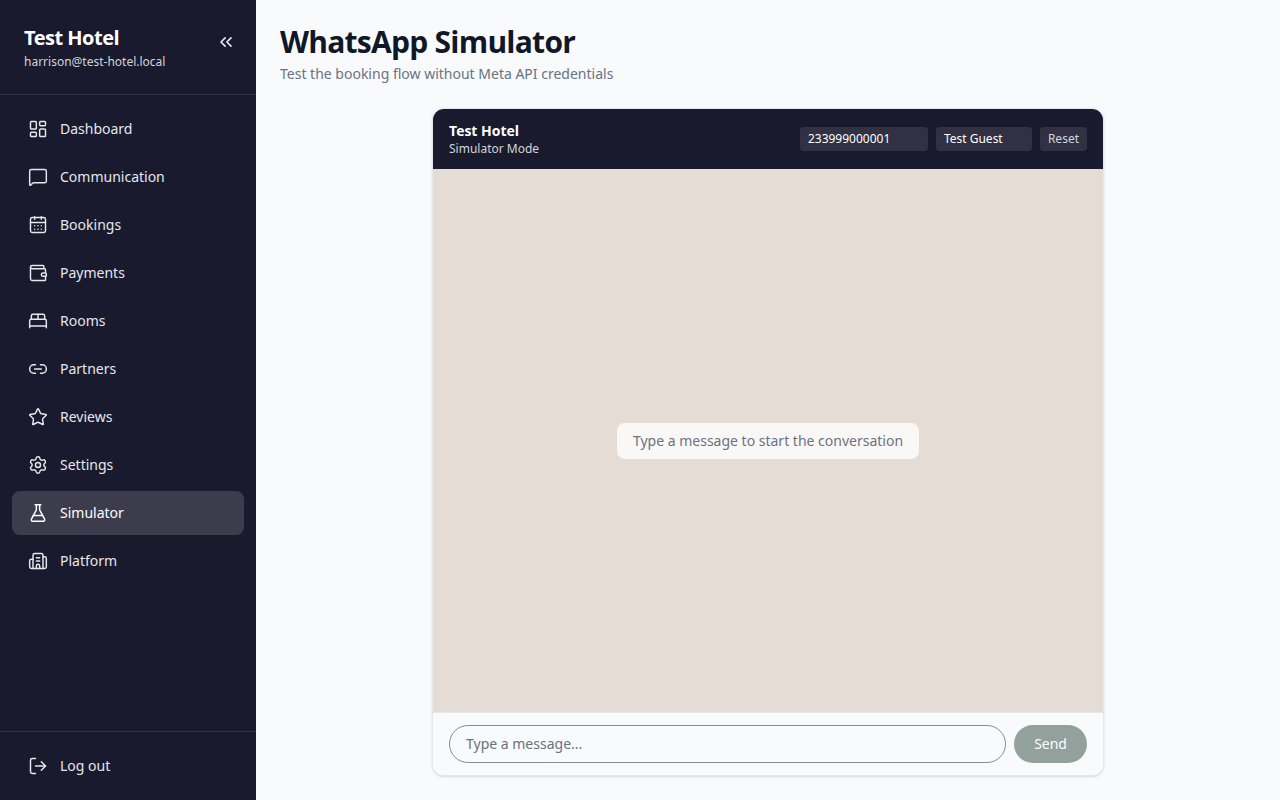 Test Hotel
harrison@test-hotel.local
Dashboard
Communication
Bookings
Payments
Rooms
Partners
Reviews
Settings
Simulator
Platform
Log out
WhatsApp Simulator
Test the booking flow without Meta API credentials
Test Hotel
Simulator Mode
233999000001
Test Guest
Reset
Type a message to start the conversation
Type a message...
Send